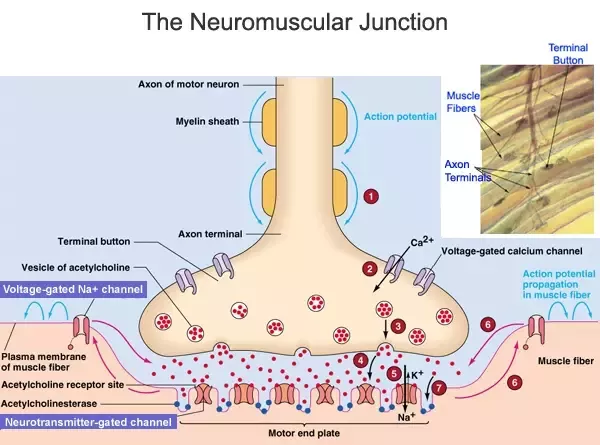 The Neuromuscular Junction
Terminal
Button
Muscle
Fibers
Axon
Terminals
Axon of motor neuron
Myelin sheath
Action potential
1
Axon terminal
Terminal button
Ca2+
Voltage-gated calcium channel
2
Vesicle of acetylcholine
Voltage-gated Na+ channel
Action potential
propagation
in muscle fiber
3
6
Plasma membrane
of muscle fiber
4
Muscle fiber
5
K+
6
7
Acetylcholine receptor site
Acetylcholinesterase
Na+
Neurotransmitter-gated channel
Motor end plate